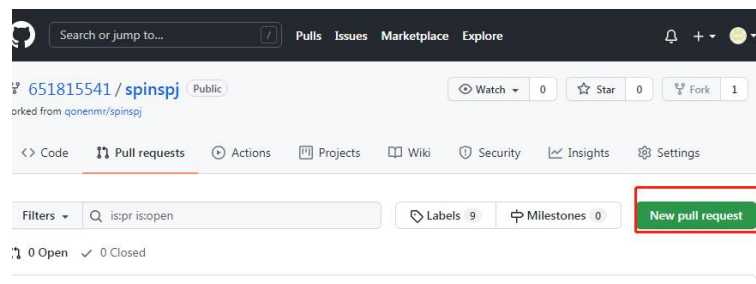 Search or jump to... / Pulls Issues Marketplace Explore
651815541 / spinspj Public Watch 0 Star 0 Fork 1
orked from qonenmr/spinspj
<> Code Pull requests Actions Projects Wiki Security Insights Settings
Filters is:pr is:open Labels 9 Milestones 0 New pull request
0 Open 0 Closed